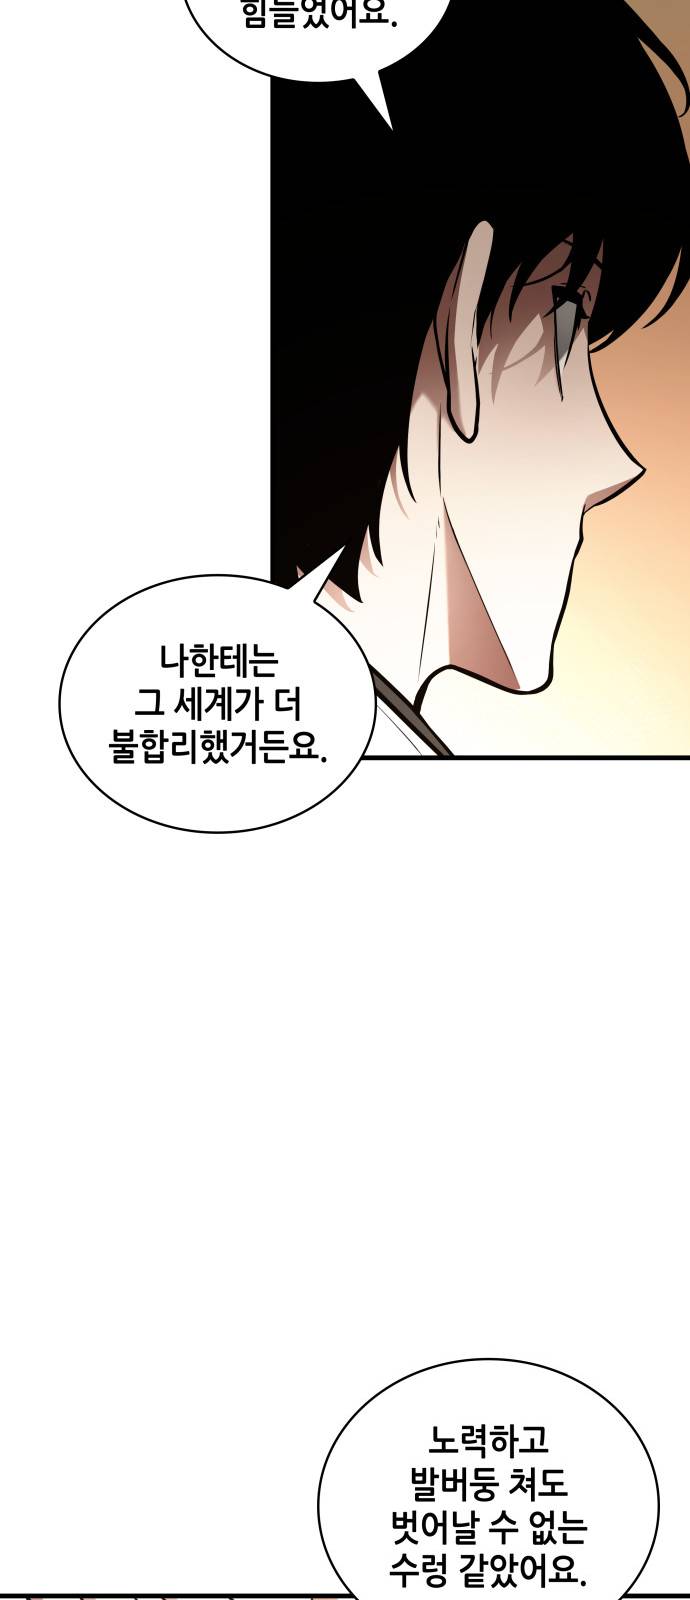 힘들었어요.
나한테는
그 세계가 더
불합리했거든요.
노력하고
발버둥 쳐도
벗어날 수 없는
수렁 같았어요.